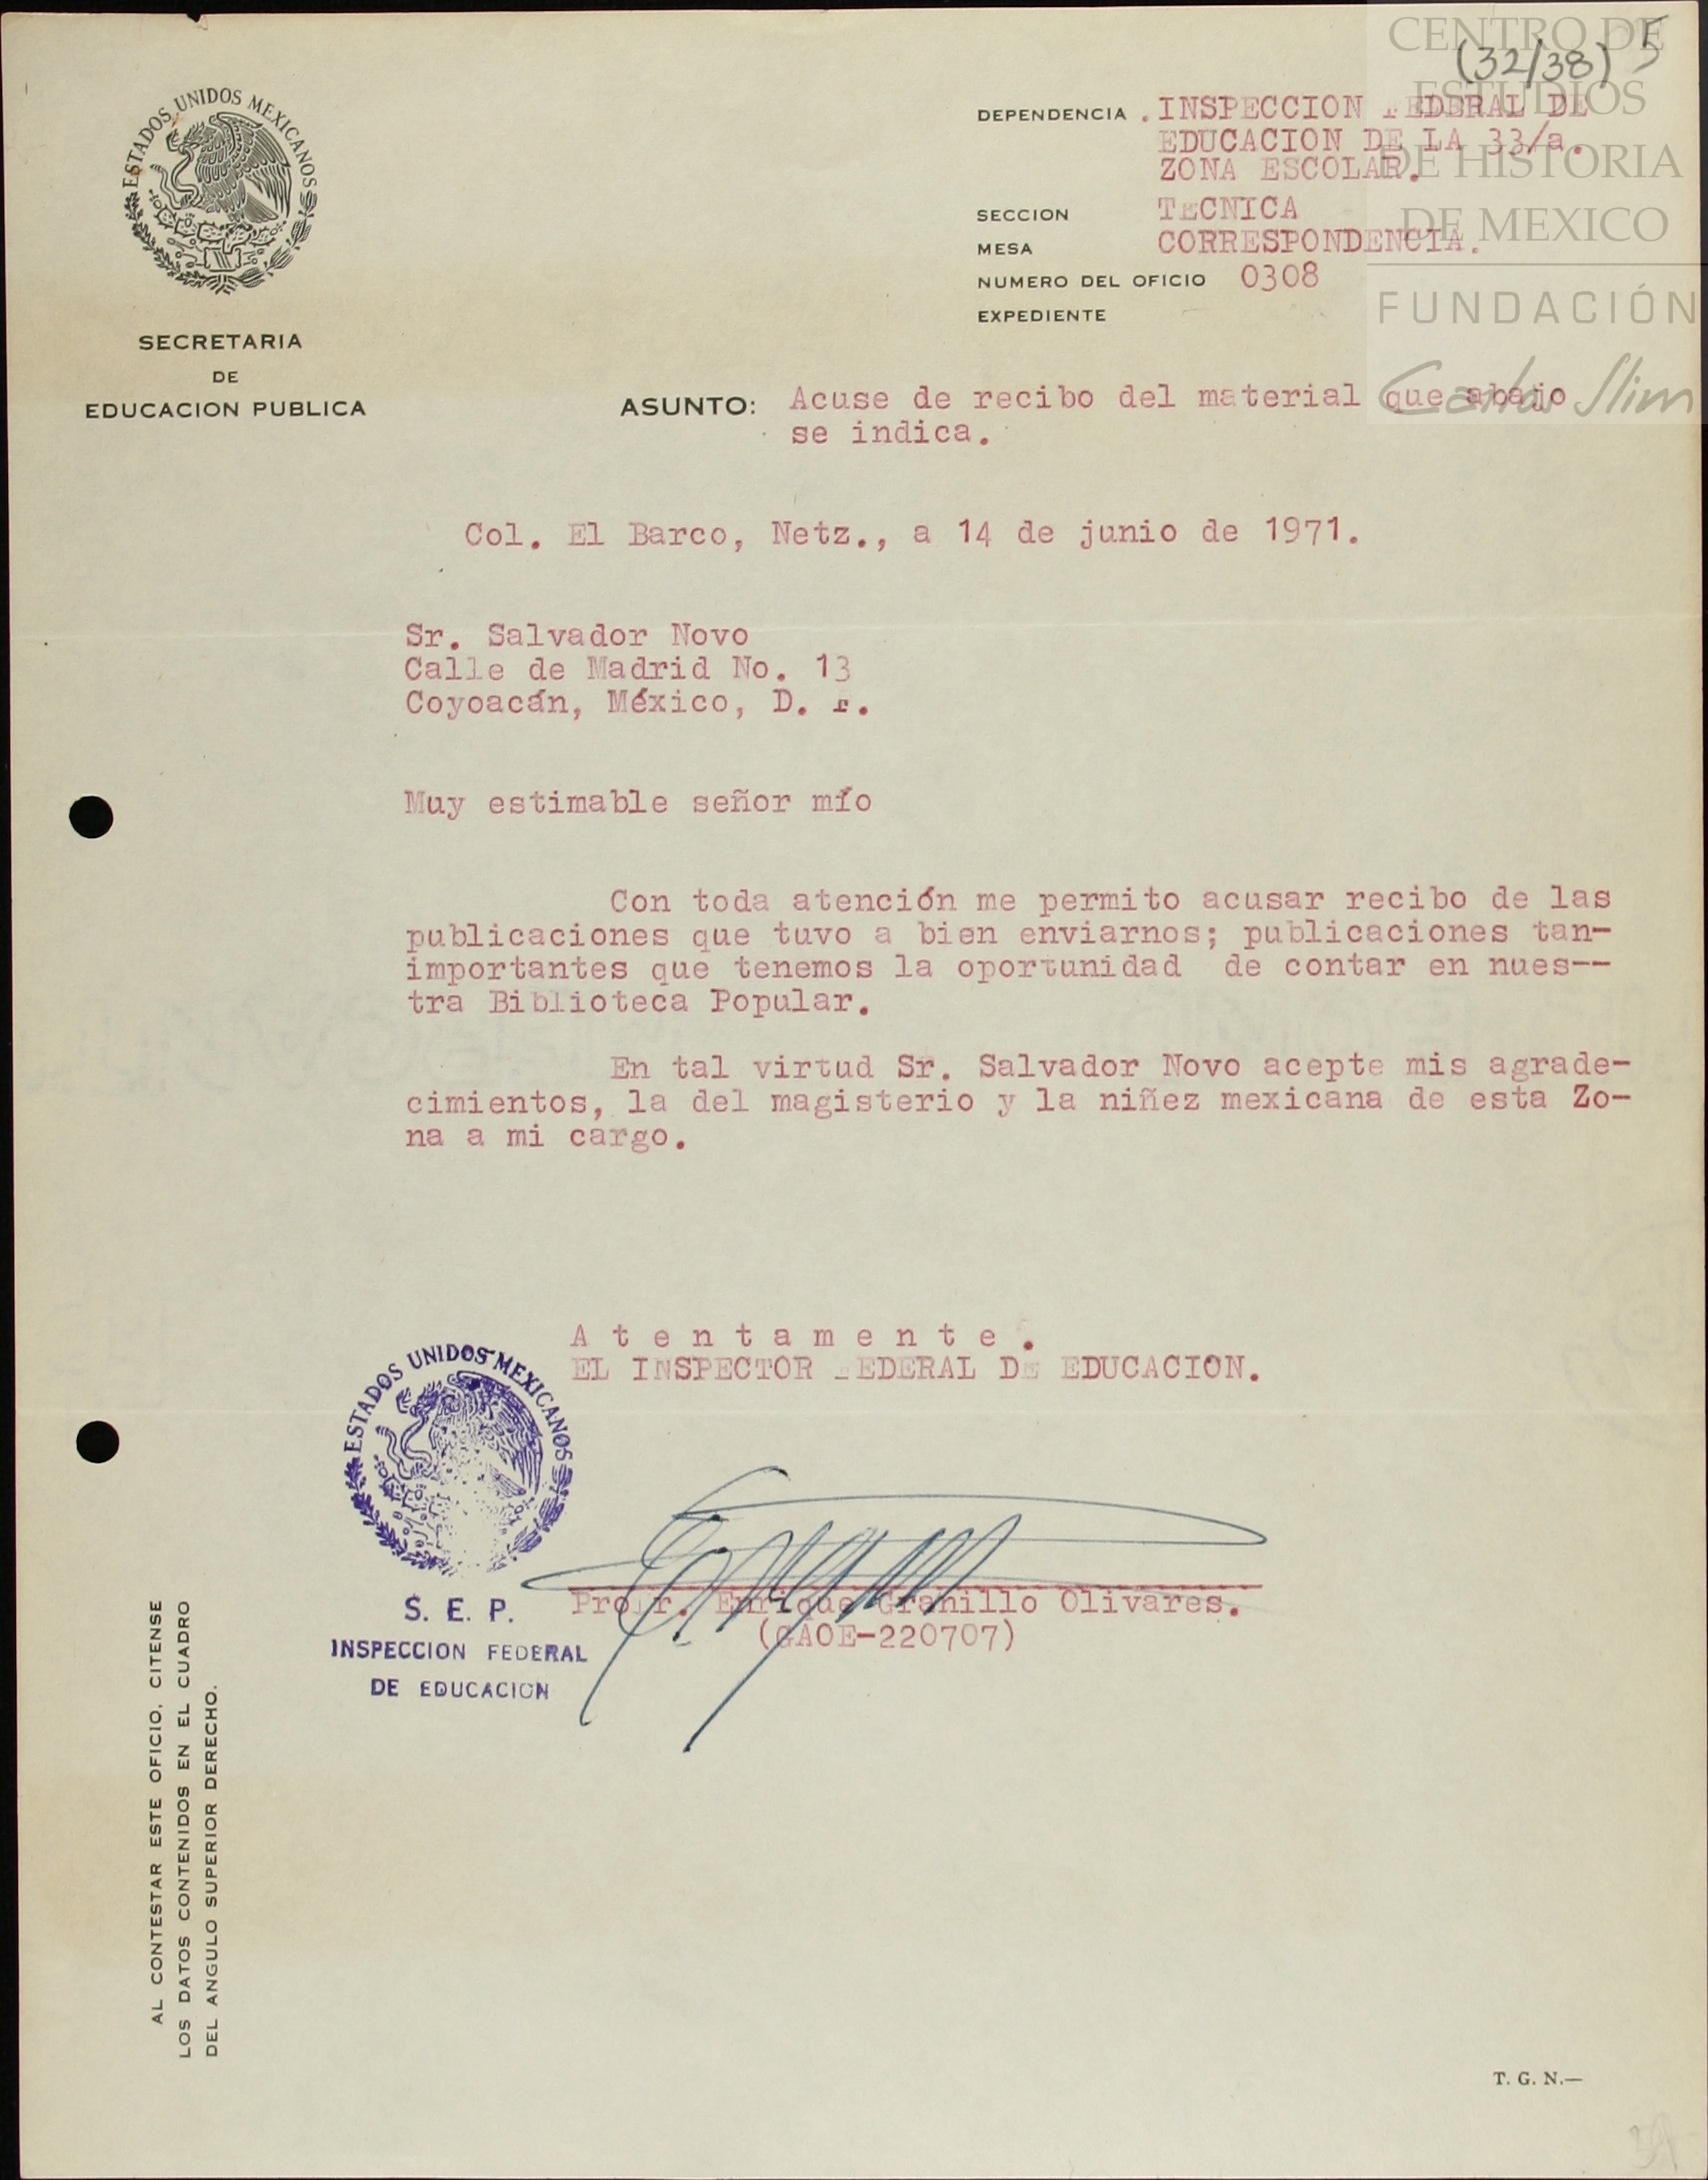 (32/38) 5
CENTRO DE
ESTUDIOS
DE HISTORIA
DE MEXICO
FUNDACIÓN
Carlos Slim
ESTADOS UNIDOS MEXICANOS
SECRETARIA
DE
EDUCACION PUBLICA
DEPENDENCIA . INSPECCION FEDERAL DE
EDUCACION DE LA 33/a.
ZONA ESCOLAR.
SECCION TECNICA
MESA CORRESPONDENCIA.
NUMERO DEL OFICIO 0308
EXPEDIENTE
ASUNTO: Acuse de recibo del material que abajo
se indica.
Col. El Barco, Netz., a 14 de junio de 1971.
Sr. Salvador Novo
Calle de Madrid No. 13
Coyoacán, México, D. F.
Muy estimable señor mío
Con toda atención me permito acusar recibo de las
publicaciones que tuvo a bien enviarnos; publicaciones tan-
importantes que tenemos la oportunidad de contar en nues--
tra Biblioteca Popular.
En tal virtud Sr. Salvador Novo acepte mis agrade-
cimientos, la del magisterio y la niñez mexicana de esta Zo-
na a mi cargo.
A t e n t a m e n t e .
EL INSPECTOR FEDERAL DE EDUCACION.
ESTADOS UNIDOS MEXICANOS
S. E. P.
INSPECCION FEDERAL
DE EDUCACION
Profr. Enrique Granillo Olivares.
(GAOE-220707)
AL CONTESTAR ESTE OFICIO, CITENSE
LOS DATOS CONTENIDOS EN EL CUADRO
DEL ANGULO SUPERIOR DERECHO.
T. G. N.—